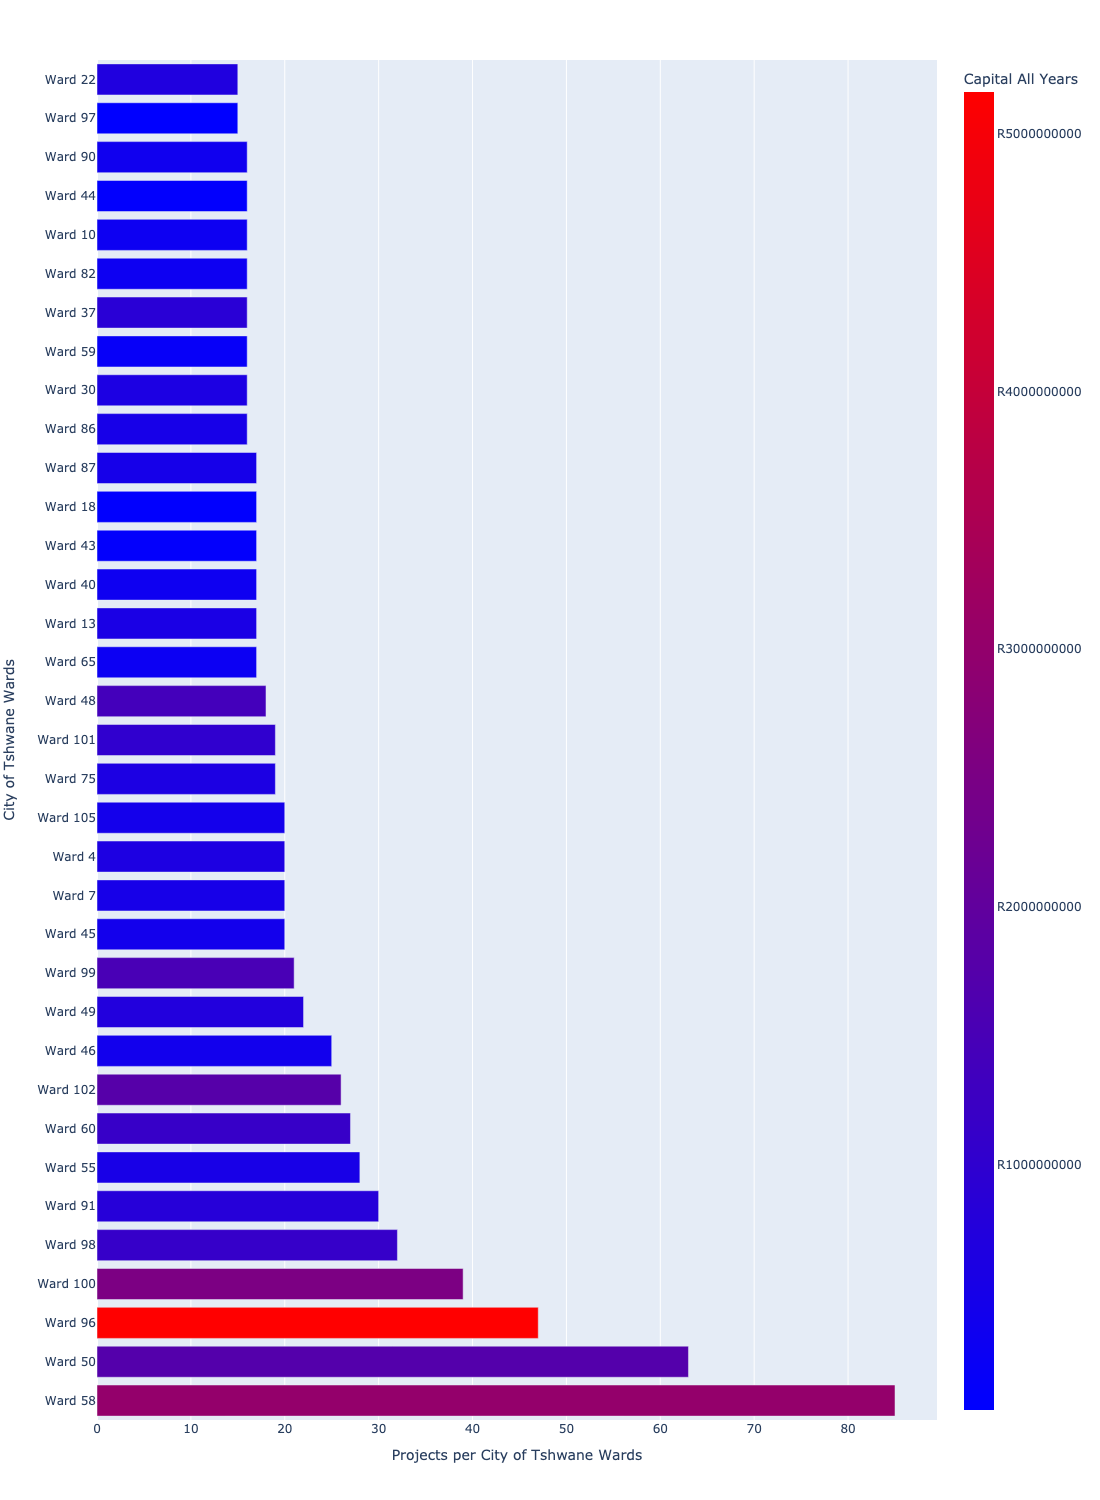 Ward 22
Ward 97
Ward 90
Ward 44
Ward 10
Ward 82
Ward 37
Ward 59
Ward 30
Ward 86
Ward 87
Ward 18
Ward 43
Ward 40
Ward 13
Ward 65
Ward 48
Ward 101
Ward 75
Ward 105
Ward 4
Ward 7
Ward 45
Ward 99
Ward 49
Ward 46
Ward 102
Ward 60
Ward 55
Ward 91
Ward 98
Ward 100
Ward 96
Ward 50
Ward 58
City of Tshwane Wards
0 10 20 30 40 50 60 70 80
Projects per City of Tshwane Wards
Capital All Years
R5000000000
R4000000000
R3000000000
R2000000000
R1000000000